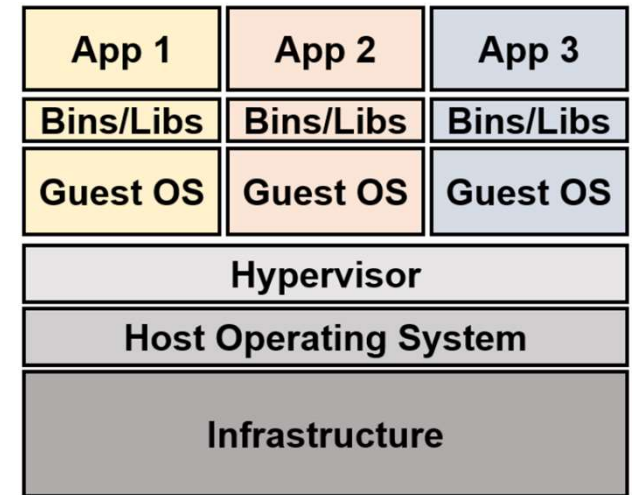 App 1 App 2 App 3
Bins/Libs Bins/Libs Bins/Libs
Guest OS Guest OS Guest OS
Hypervisor
Host Operating System
Infrastructure